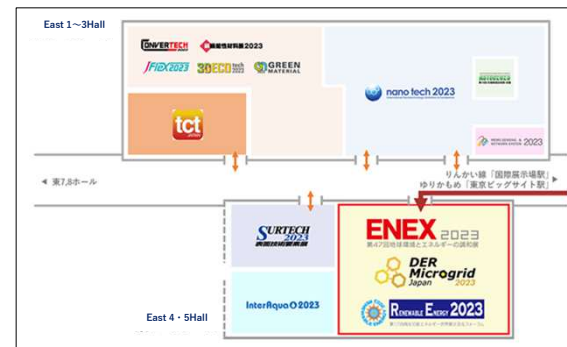 East 1～3Hall
CONVERTECH
機能性材料展2023
JFlex2023
3DECOtech
2023
GREEN
MATERIAL
nano tech 2023
tct
2023
◀ 東7,8ホール
りんかい線「国際展示場駅」▶
ゆりかもめ「東京ビッグサイト駅」
SURTECH
2023
表面技術要素展
ENEX 2023
第47回地球環境とエネルギーの調和展
DER
Microgrid
Japan 2023
InterAqua 2023
RENEWABLE ENERGY 2023
East 4・5Hall